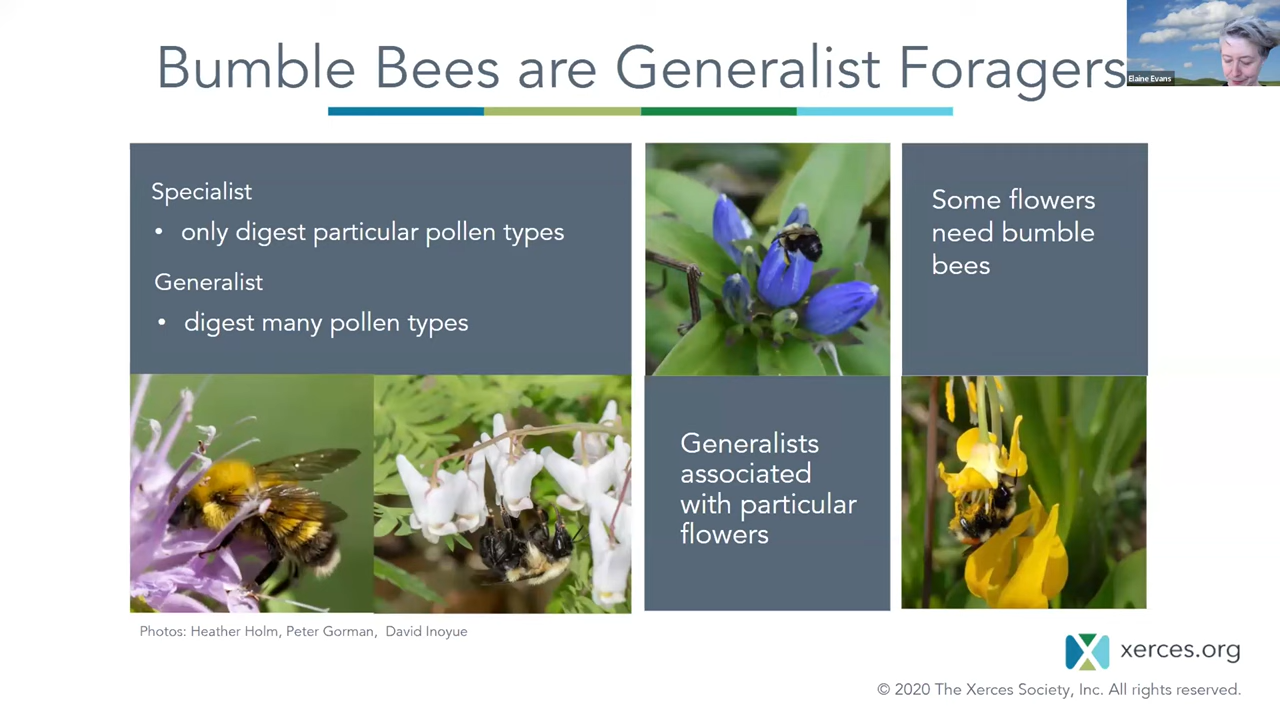 Bumble Bees are Generalist Foragers
Elaine Evans
Specialist
• only digest particular pollen types
Generalist
• digest many pollen types
Generalists
associated
with particular
flowers
Some flowers
need bumble
bees
Photos: Heather Holm, Peter Gorman, David Inoyue
xerces.org
© 2020 The Xerces Society, Inc. All rights reserved.